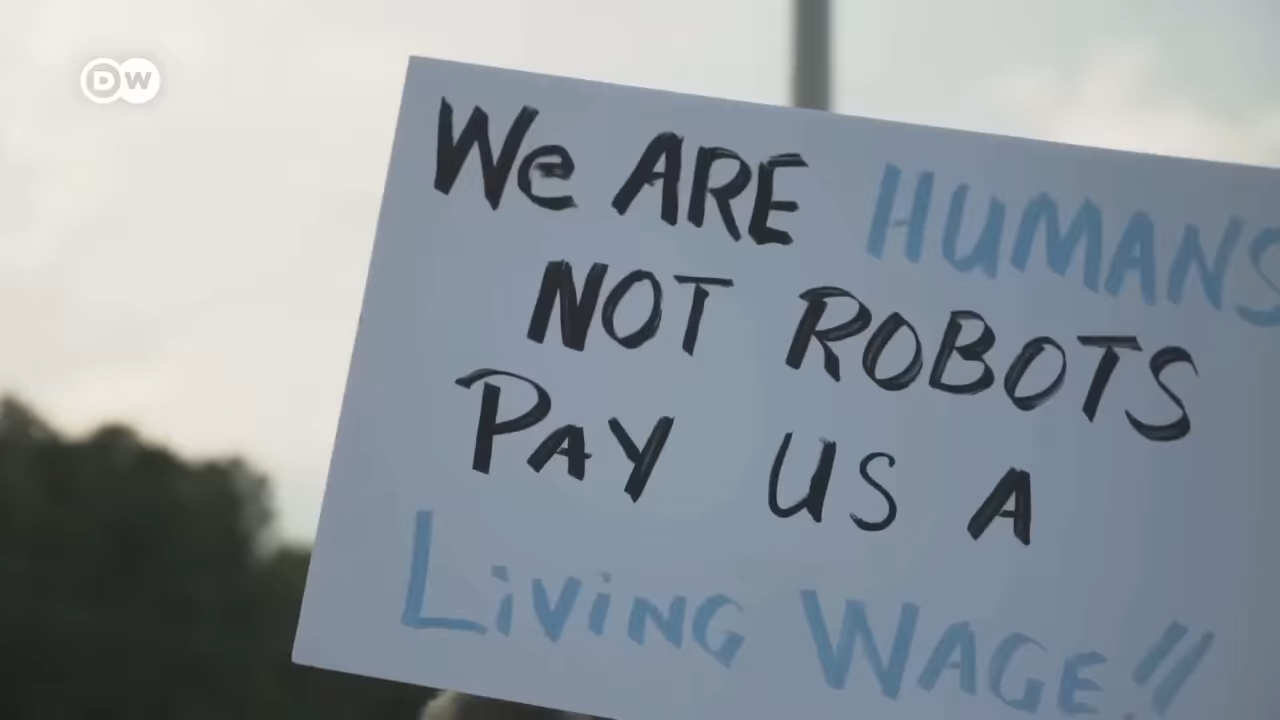 DW
We ARE HUMANS
NOT ROBOTS
PAY US A
LiViNG WAGE!!